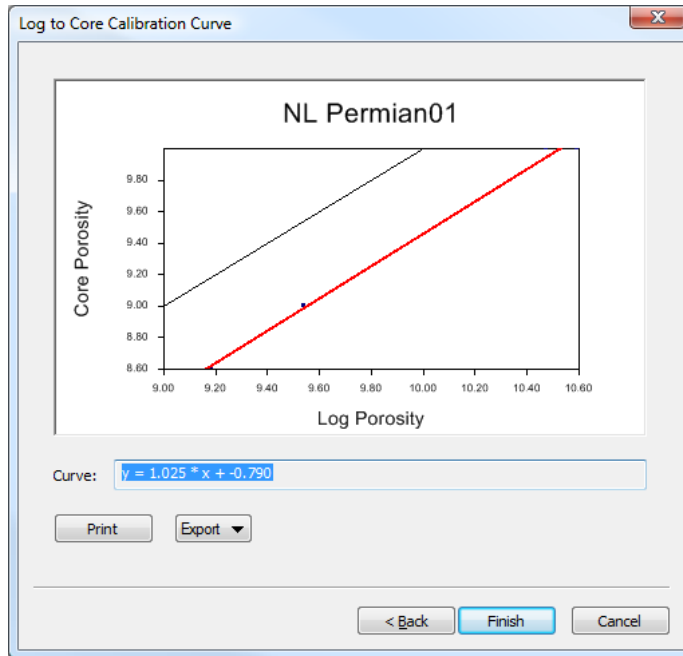 Log to Core Calibration Curve
NL Permian01
Core Porosity
9.80
9.60
9.40
9.20
9.00
8.80
8.60
9.00 9.20 9.40 9.60 9.80 10.00 10.20 10.40 10.60
Log Porosity
Curve: y = 1.025 * x + -0.790
Print Export
< Back Finish Cancel